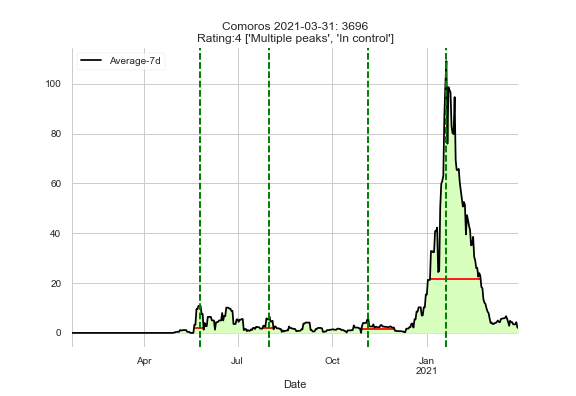 Comoros 2021-03-31: 3696
Rating:4 ['Multiple peaks', 'In control']
Average-7d
100
80
60
40
20
0
Apr
Jul
Oct
Jan
2021
Date